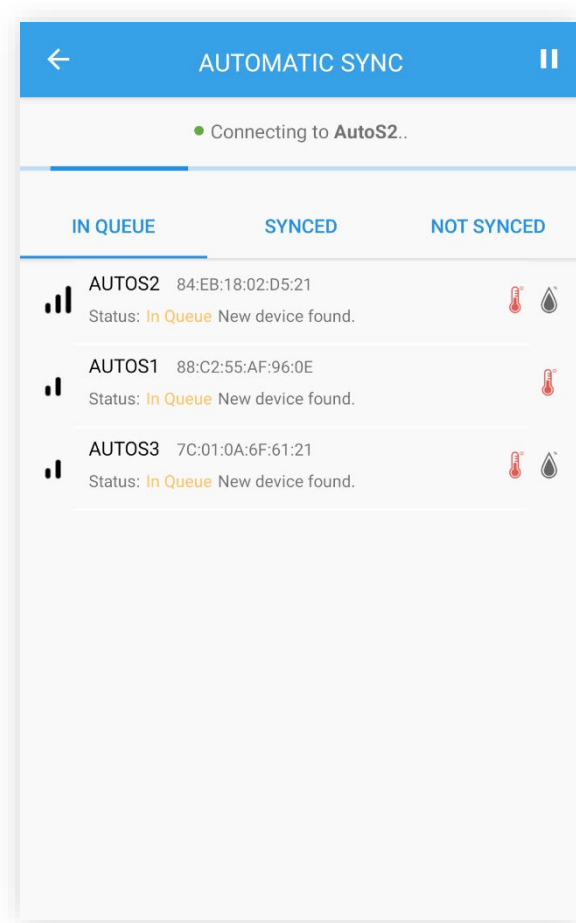 AUTOMATIC SYNC
Connecting to AutoS2..
IN QUEUE SYNCED NOT SYNCED
AUTOS2 84:EB:18:02:D5:21
Status: In Queue New device found.
AUTOS1 88:C2:55:AF:96:0E
Status: In Queue New device found.
AUTOS3 7C:01:0A:6F:61:21
Status: In Queue New device found.